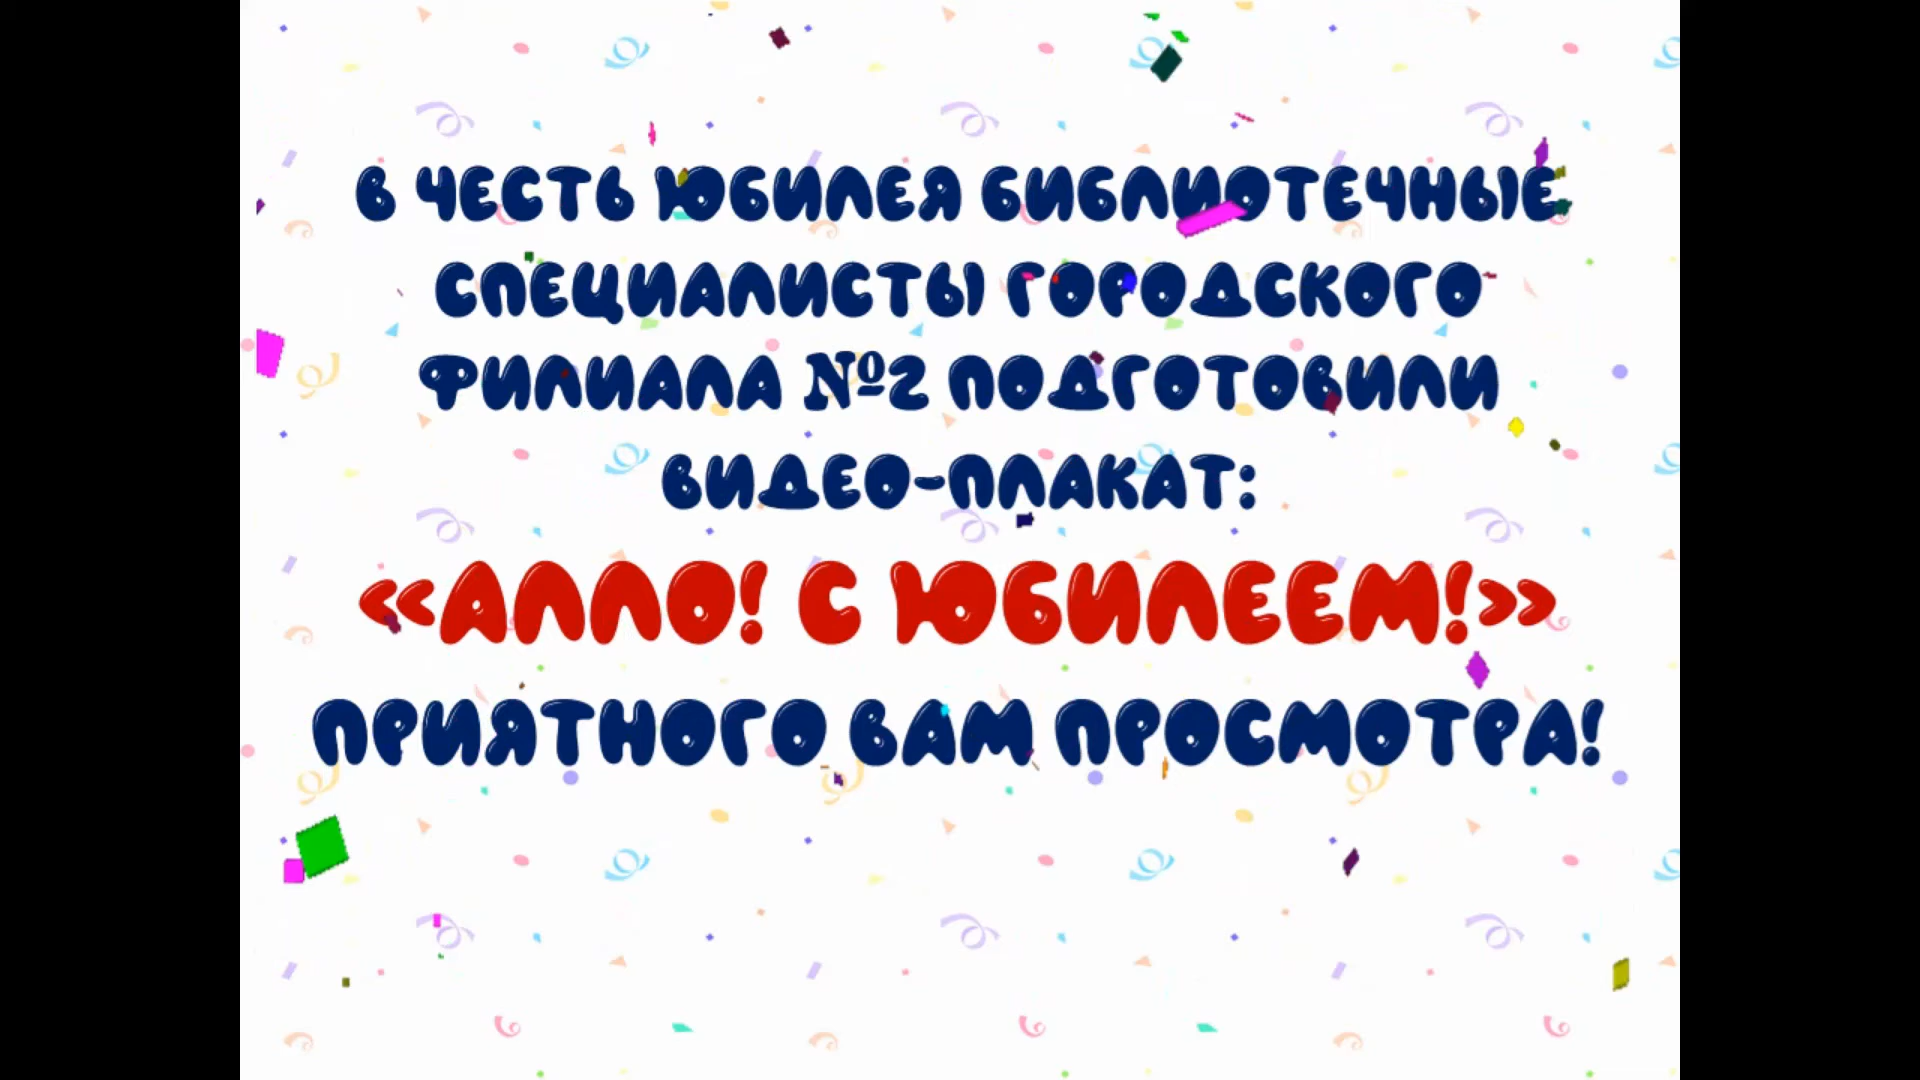 В ЧЕСТЬ ЮБИЛЕЯ БИБЛИОТЕЧНЫЕ
СПЕЦИАЛИСТЫ ГОРОДСКОГО
ФИЛИАЛА №2 ПОДГОТОВИЛИ
ВИДЕО-ПЛАКАТ:
«АЛЛО! С ЮБИЛЕЕМ!»
ПРИЯТНОГО ВАМ ПРОСМОТРА!